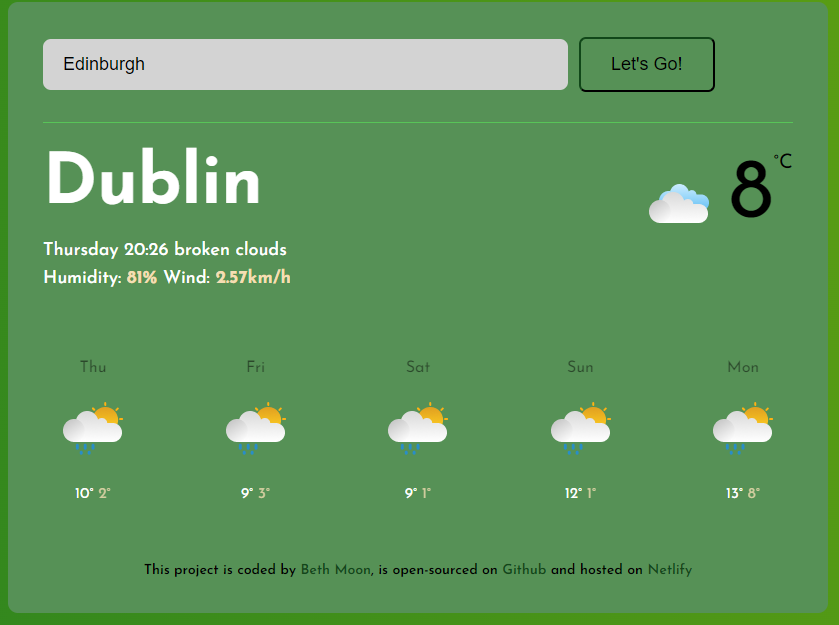 Edinburgh
Let's Go!
Dublin
8 °C
Thursday 20:26 broken clouds
Humidity: 81% Wind: 2.57km/h
Thu Fri Sat Sun Mon
10° 2° 9° 3° 9° 1° 12° 1° 13° 8°
This project is coded by Beth Moon, is open-sourced on Github and hosted on Netlify